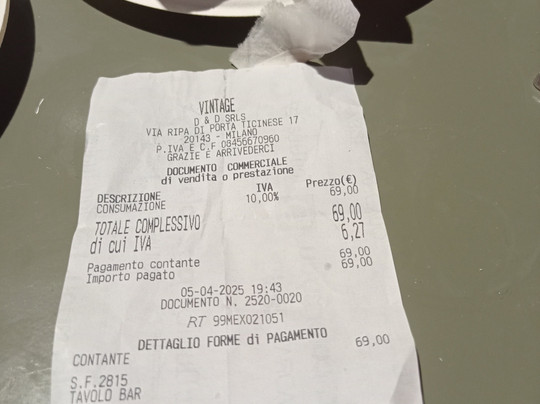 VINTAGE
D & D SRLS
VIA RIPA DI PORTA TICINESE 17
20143 - MILANO
P.IVA E C.F 08456670960
GRAZIE E ARRIVEDERCI
DOCUMENTO COMMERCIALE
di vendita o prestazione
DESCRIZIONE IVA Prezzo(€)
CONSUMAZIONE 10,00% 69,00
TOTALE COMPLESSIVO 69,00
di cui IVA 6,27
Pagamento contante 69,00
Importo pagato 69,00
05-04-2025 19:43
DOCUMENTO N. 2520-0020
RT 99MEX021051
DETTAGLIO FORME di PAGAMENTO
CONTANTE 69,00
S.F.2815
TAVOLO BAR